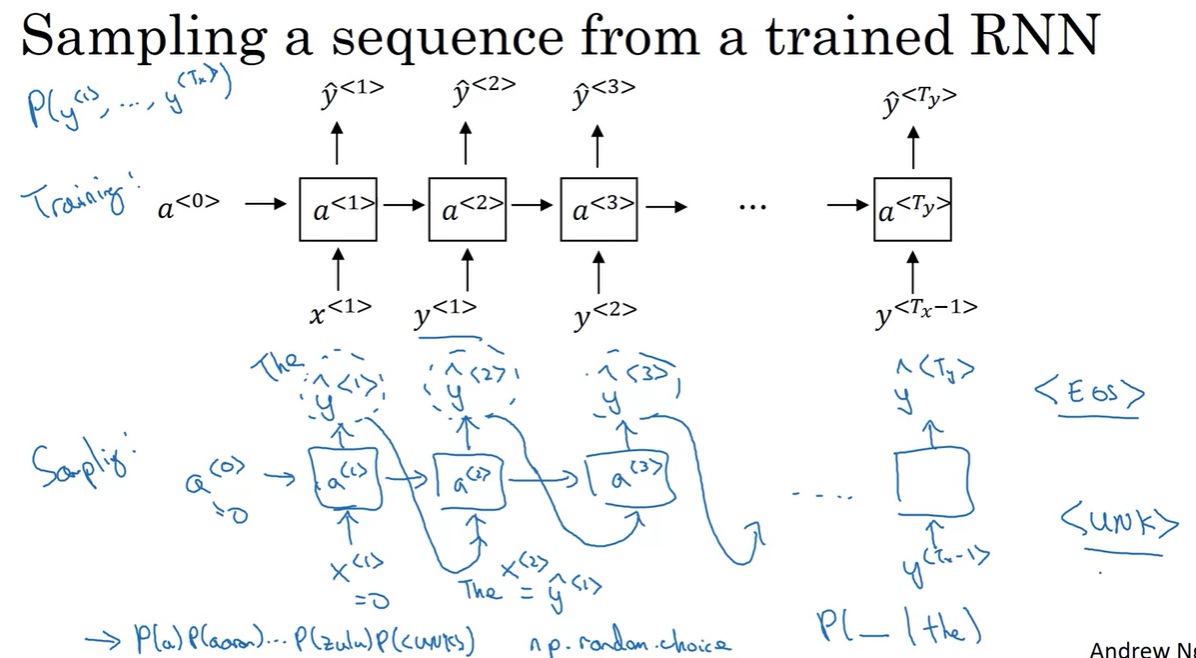 Sampling a sequence from a trained RNN
P(y<1>, ..., y<Tx>)
ŷ<1> ŷ<2> ŷ<3> ŷ<Ty>
Training:
a<0> a<1> a<2> a<3> ... a<Ty>
x<1> y<1> y<2> y<Tx-1>
The ŷ<1> ŷ<2> ŷ<3> ŷ<Ty> <EOS>
Sampling:
a<0> a<1> a<2> a<3> ....
=0
<UNK>
x<1> x<2> y<Tx-1>
=0 The = ŷ<1>
→ P(a)P(aaron)...P(zulu)P(<UNK>) np.random.choice P(_|the)
Andrew Ng